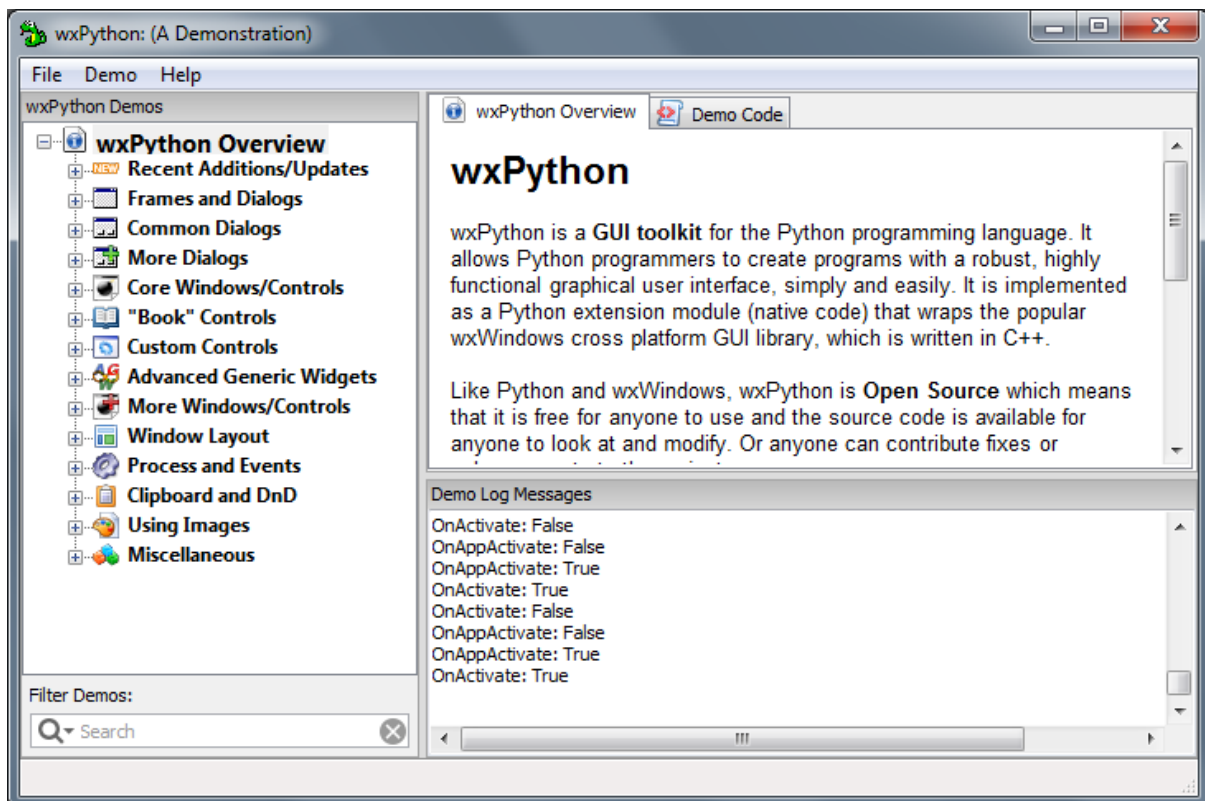 wxPython: (A Demonstration)
File Demo Help
wxPython Demos
wxPython Overview
Recent Additions/Updates
Frames and Dialogs
Common Dialogs
More Dialogs
Core Windows/Controls
"Book" Controls
Custom Controls
Advanced Generic Widgets
More Windows/Controls
Window Layout
Process and Events
Clipboard and DnD
Using Images
Miscellaneous
Filter Demos:
Search
wxPython Overview Demo Code
wxPython
wxPython is a GUI toolkit for the Python programming language. It
allows Python programmers to create programs with a robust, highly
functional graphical user interface, simply and easily. It is implemented
as a Python extension module (native code) that wraps the popular
wxWindows cross platform GUI library, which is written in C++.
Like Python and wxWindows, wxPython is Open Source which means
that it is free for anyone to use and the source code is available for
anyone to look at and modify. Or anyone can contribute fixes or
Demo Log Messages
OnActivate: False
OnAppActivate: False
OnAppActivate: True
OnActivate: True
OnActivate: False
OnAppActivate: False
OnAppActivate: True
OnActivate: True